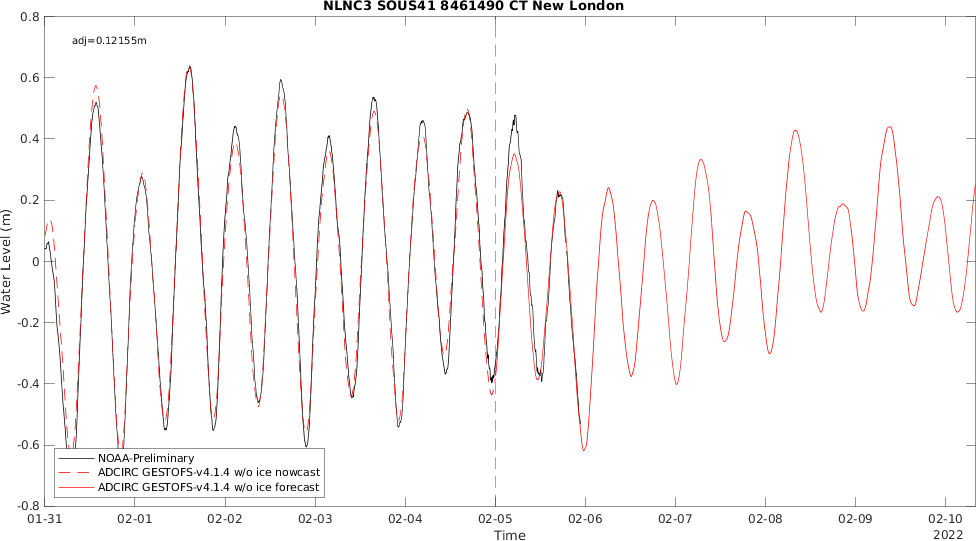 NLNC3 SOUS41 8461490 CT New London
adj=0.12155m
0.8
0.6
0.4
0.2
0
-0.2
-0.4
-0.6
-0.8
Water Level (m)
NOAA-Preliminary
ADCIRC GESTOFS-v4.1.4 w/o ice nowcast
ADCIRC GESTOFS-v4.1.4 w/o ice forecast
01-31 02-01 02-02 02-03 02-04 02-05 02-06 02-07 02-08 02-09 02-10
Time 2022